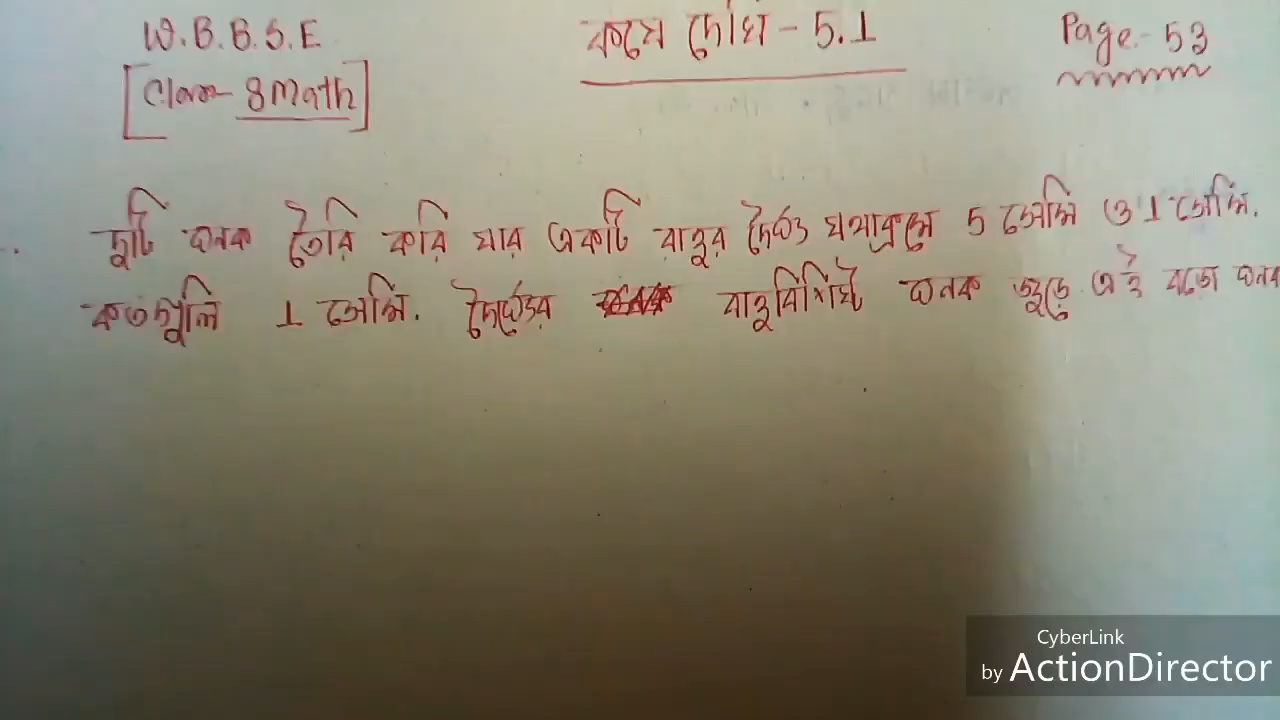 W.B.B.S.E
কষে দেখি - 5.1
Page - 53
[Class - 8 Math]
দুটি ঘনক তৈরি করি যার একটি বাহুর দৈর্ঘ্য যথাক্রমে 5 সেমি ও 1 সেমি.
কতগুলি 1 সেমি. দৈর্ঘ্যের বাহুবিশিষ্ট ঘনক জুড়ে এই বড়ো ঘনক
CyberLink
by ActionDirector